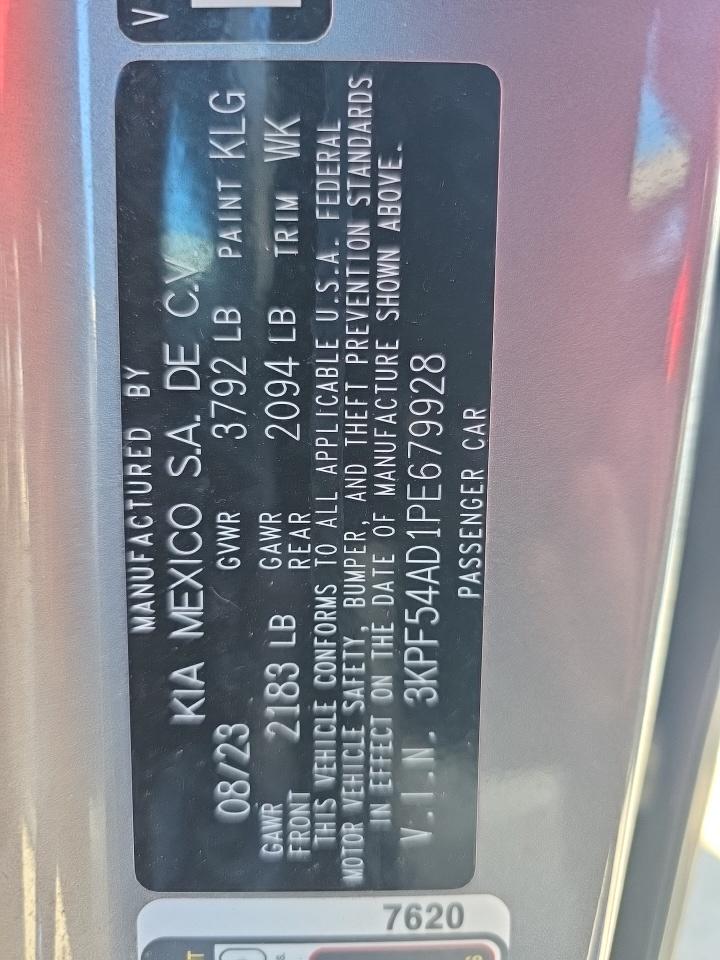 V
MANUFACTURED BY
KIA MEXICO S.A. DE C.V.
08/23 GVWR 3792 LB PAINT KLG
GAWR FRONT 2183 LB GAWR REAR 2094 LB TRIM WK
THIS VEHICLE CONFORMS TO ALL APPLICABLE U.S.A. FEDERAL
MOTOR VEHICLE SAFETY, BUMPER, AND THEFT PREVENTION STANDARDS
IN EFFECT ON THE DATE OF MANUFACTURE SHOWN ABOVE.
V.I.N. 3KPF54AD1PE679928
PASSENGER CAR
7620